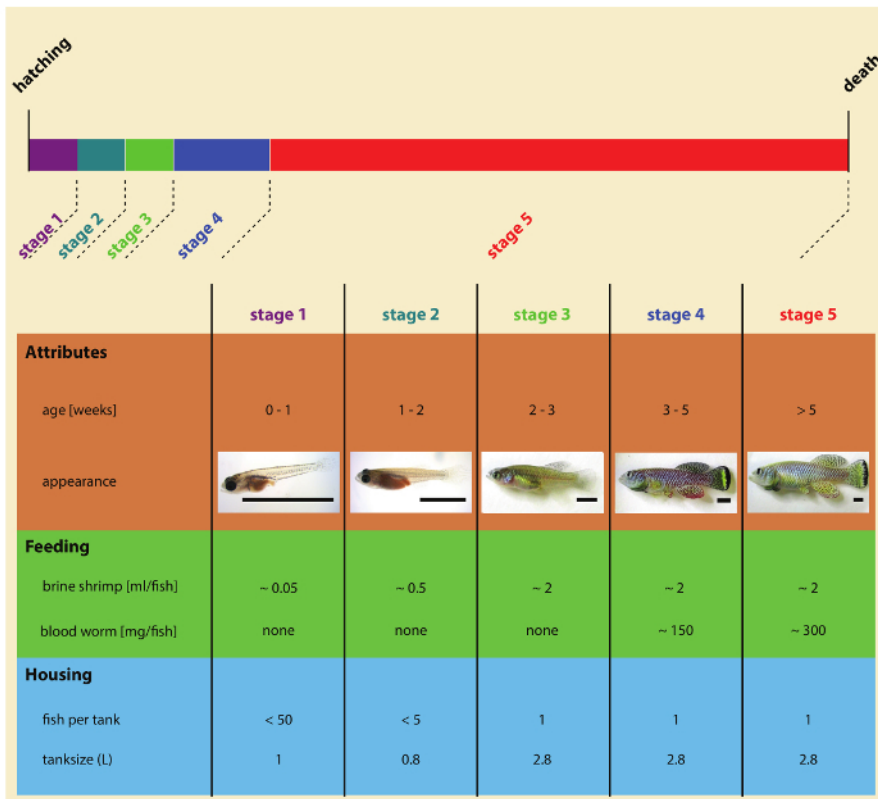 hatching
death
stage 1
stage 2
stage 3
stage 4
stage 5
stage 1 stage 2 stage 3 stage 4 stage 5
Attributes
age [weeks] 0 - 1 1 - 2 2 - 3 3 - 5 > 5
appearance
Feeding
brine shrimp [ml/fish] ~ 0.05 ~ 0.5 ~ 2 ~ 2 ~ 2
blood worm [mg/fish] none none none ~ 150 ~ 300
Housing
fish per tank < 50 < 5 1 1 1
tanksize (L) 1 0.8 2.8 2.8 2.8